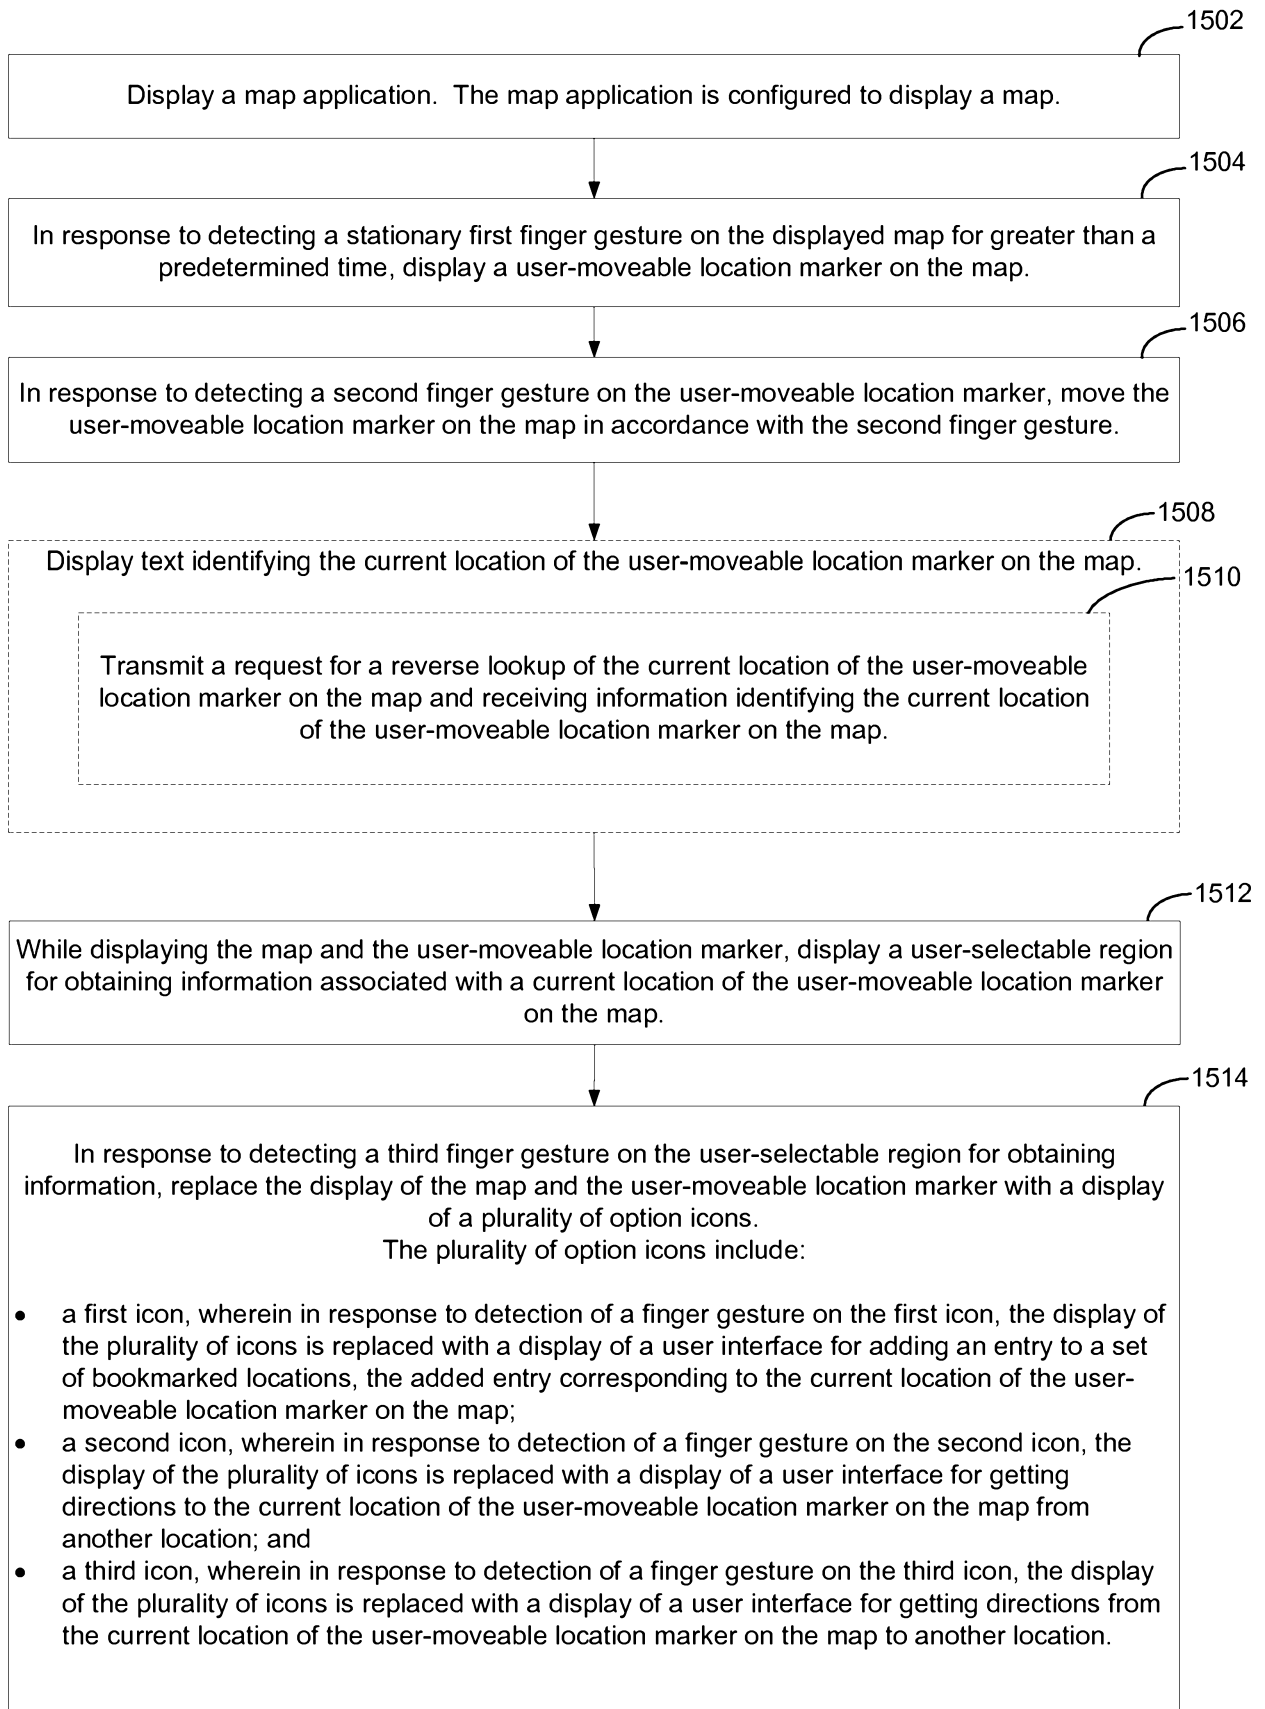 1502
Display a map application.  The map application is configured to display a map.
1504
In response to detecting a stationary first finger gesture on the displayed map for greater than a
predetermined time, display a user-moveable location marker on the map.
1506
In response to detecting a second finger gesture on the user-moveable location marker, move the
user-moveable location marker on the map in accordance with the second finger gesture.
1508
Display text identifying the current location of the user-moveable location marker on the map.
1510
Transmit a request for a reverse lookup of the current location of the user-moveable
location marker on the map and receiving information identifying the current location
of the user-moveable location marker on the map.
1512
While displaying the map and the user-moveable location marker, display a user-selectable region
for obtaining information associated with a current location of the user-moveable location marker
on the map.
1514
In response to detecting a third finger gesture on the user-selectable region for obtaining
information, replace the display of the map and the user-moveable location marker with a display
of a plurality of option icons.
The plurality of option icons include:
• a first icon, wherein in response to detection of a finger gesture on the first icon, the display of
the plurality of icons is replaced with a display of a user interface for adding an entry to a set
of bookmarked locations, the added entry corresponding to the current location of the user-
moveable location marker on the map;
• a second icon, wherein in response to detection of a finger gesture on the second icon, the
display of the plurality of icons is replaced with a display of a user interface for getting
directions to the current location of the user-moveable location marker on the map from
another location; and
• a third icon, wherein in response to detection of a finger gesture on the third icon, the display
of the plurality of icons is replaced with a display of a user interface for getting directions from
the current location of the user-moveable location marker on the map to another location.